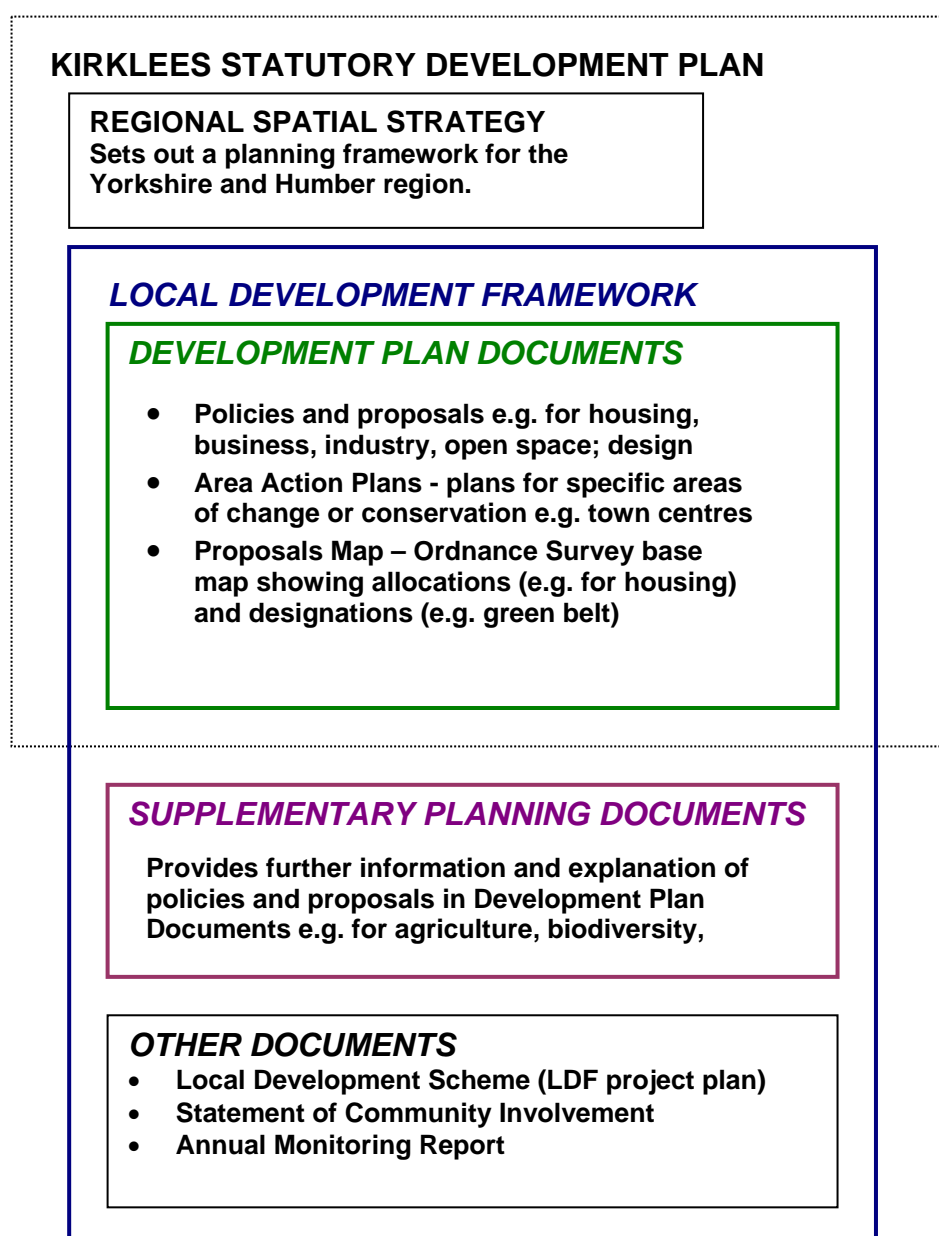 KIRKLEES STATUTORY DEVELOPMENT PLAN
REGIONAL SPATIAL STRATEGY
Sets out a planning framework for the
Yorkshire and Humber region.
LOCAL DEVELOPMENT FRAMEWORK
DEVELOPMENT PLAN DOCUMENTS
• Policies and proposals e.g. for housing,
business, industry, open space; design
• Area Action Plans - plans for specific areas
of change or conservation e.g. town centres
• Proposals Map – Ordnance Survey base
map showing allocations (e.g. for housing)
and designations (e.g. green belt)
SUPPLEMENTARY PLANNING DOCUMENTS
Provides further information and explanation of
policies and proposals in Development Plan
Documents e.g. for agriculture, biodiversity,
OTHER DOCUMENTS
• Local Development Scheme (LDF project plan)
• Statement of Community Involvement
• Annual Monitoring Report